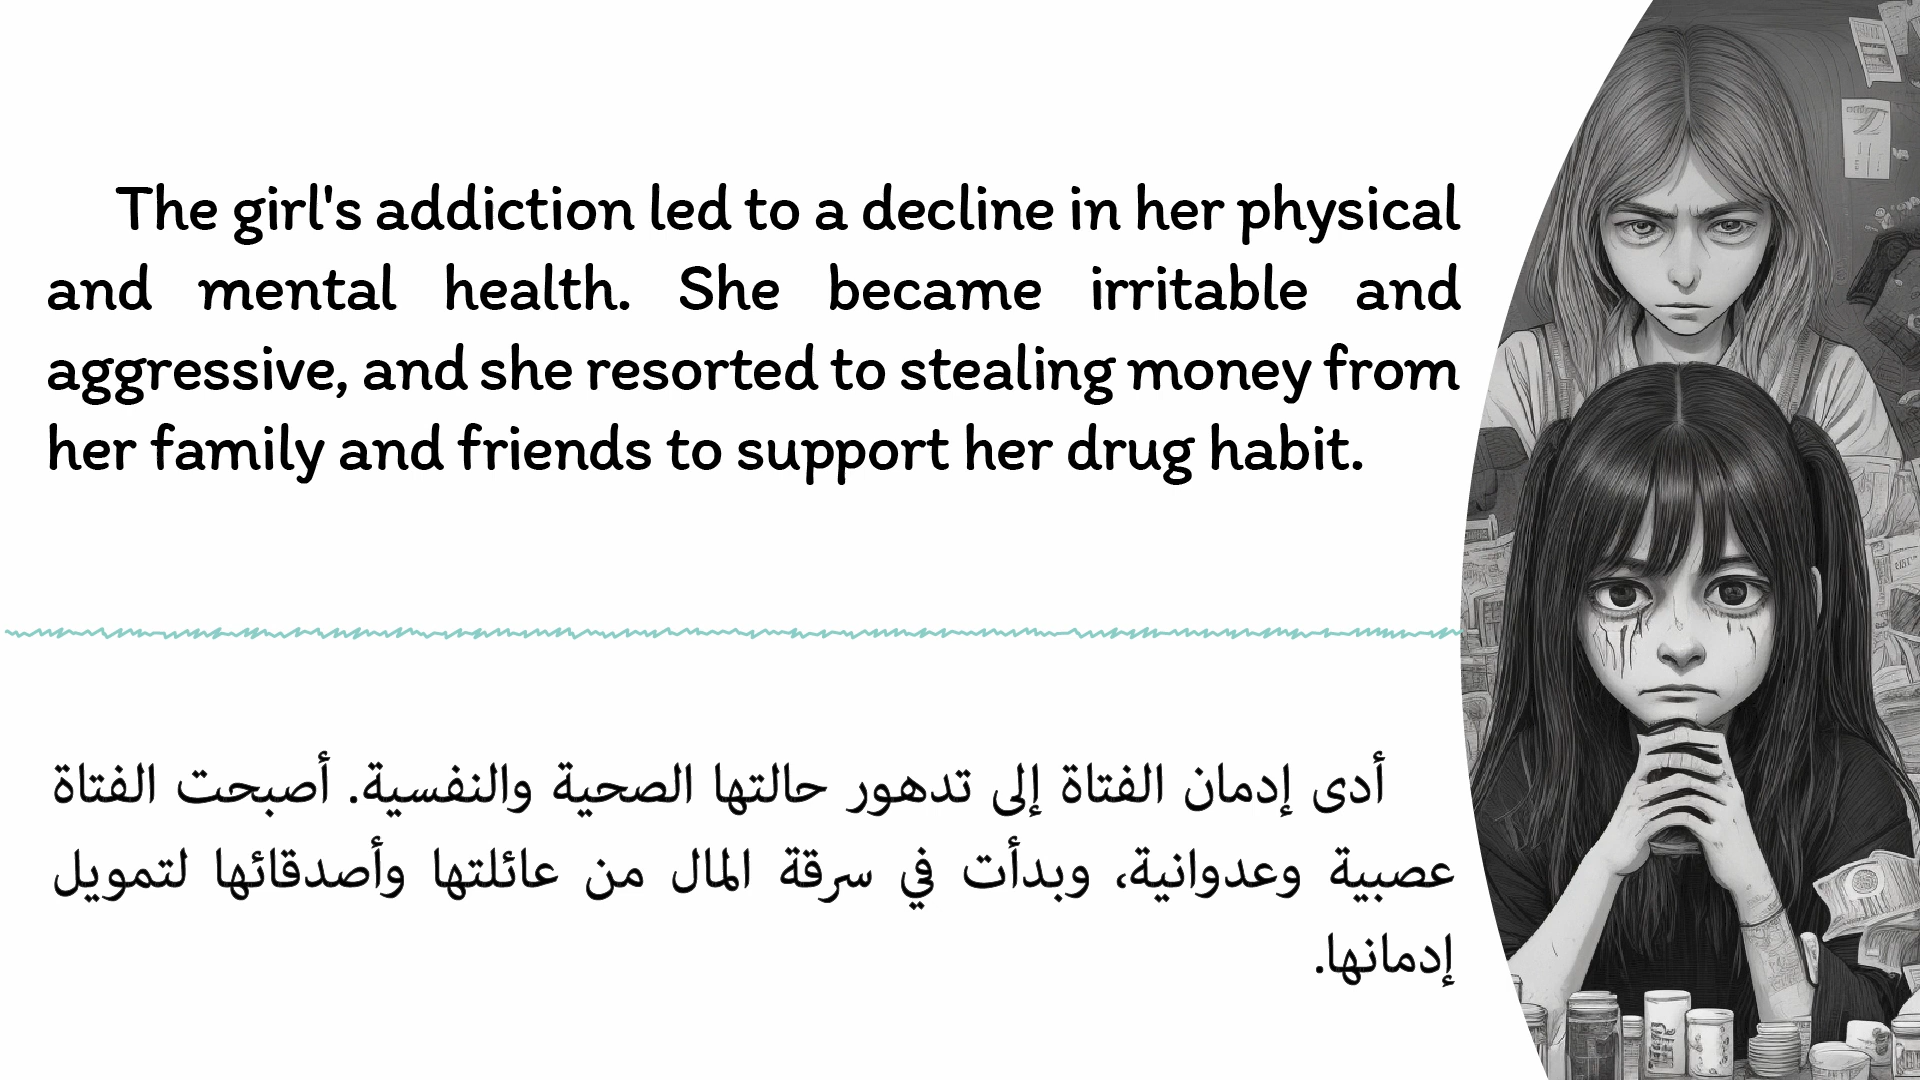 The girl's addiction led to a decline in her physical
and mental health. She became irritable and
aggressive, and she resorted to stealing money from
her family and friends to support her drug habit.
أدى إدمان الفتاة إلى تدهور حالتها الصحية والنفسية. أصبحت الفتاة
عصبية وعدوانية، وبدأت في سرقة المال من عائلتها وأصدقائها لتمويل
إدمانها.